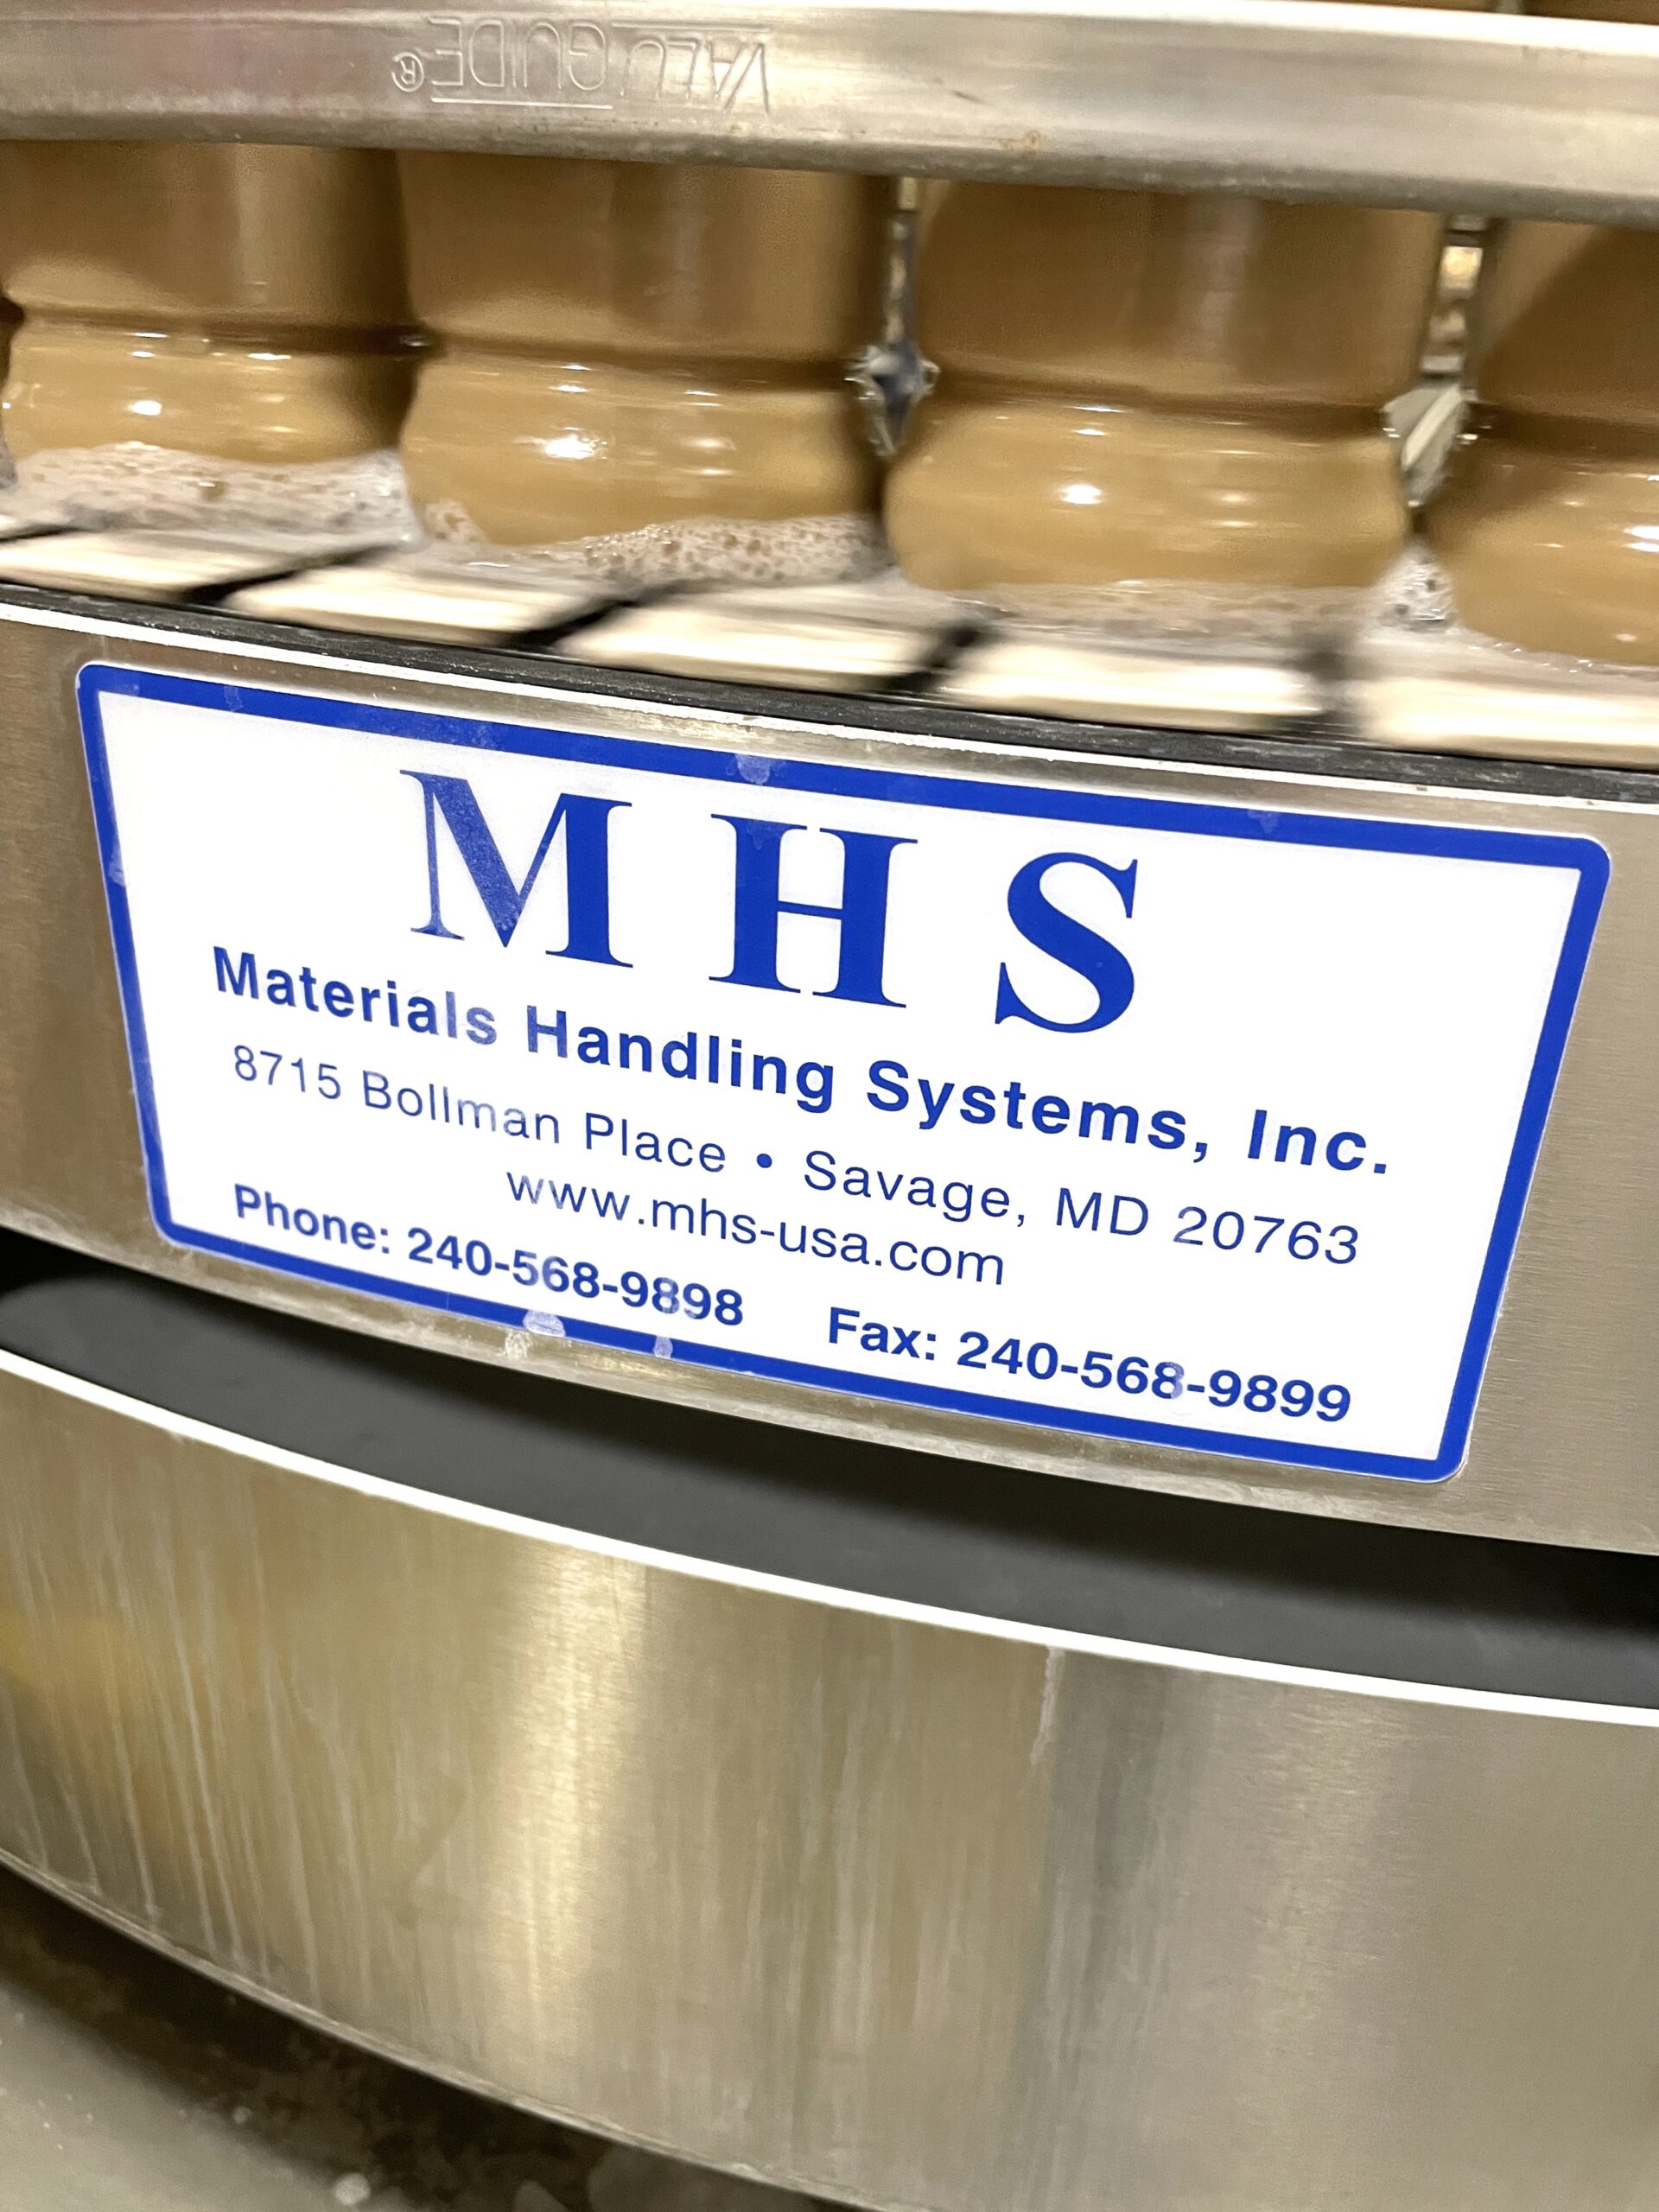 VALU GUIDE®
M H S
Materials Handling Systems, Inc.
8715 Bollman Place • Savage, MD 20763
www.mhs-usa.com
Phone: 240-568-9898 Fax: 240-568-9899